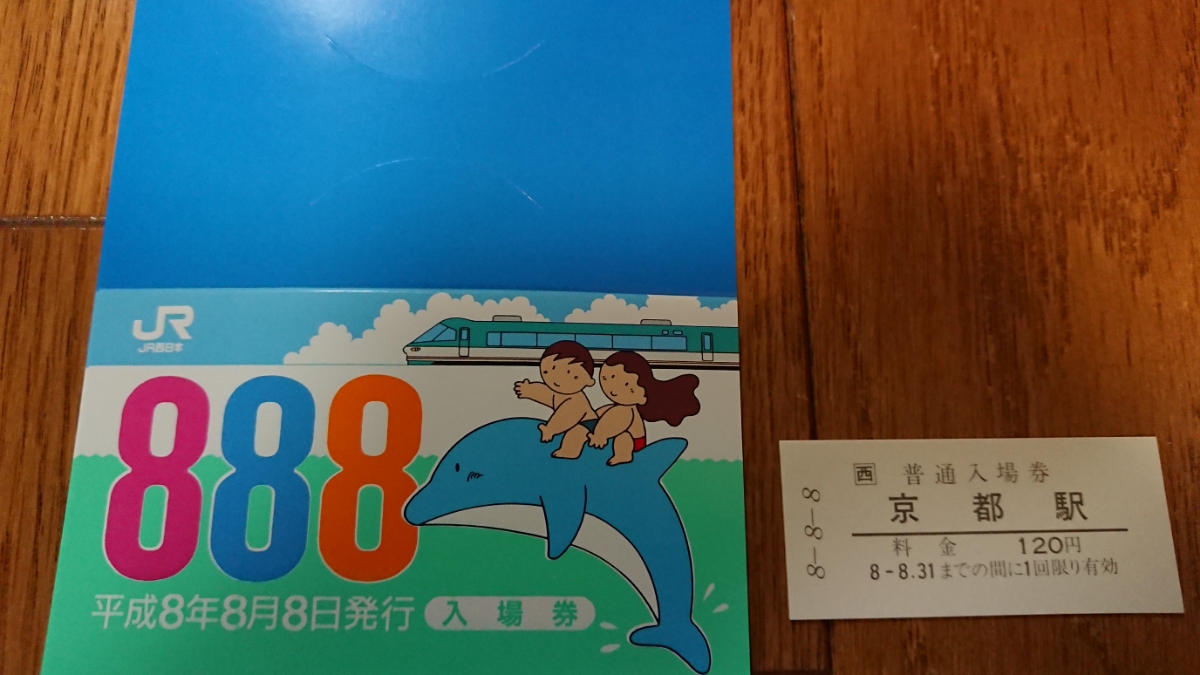 JR
JR西日本
888
平成8年8月8日発行 入場券
西 普通入場券
京都駅
料金 120円
8-8.31までの間に1回限り有効
8-8-8